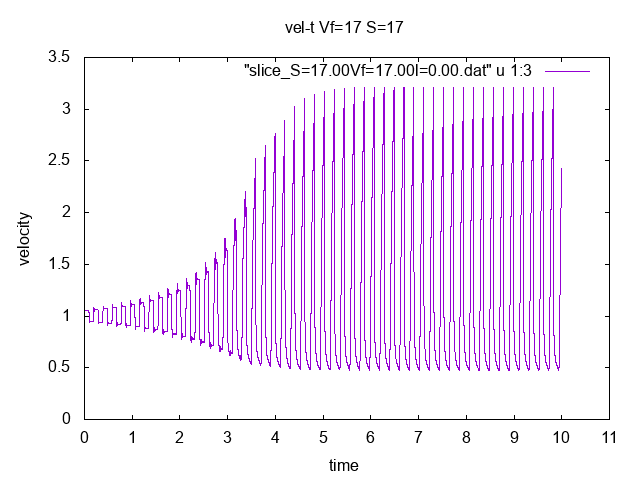 vel-t Vf=17 S=17
"slice_S=17.00Vf=17.00I=0.00.dat" u 1:3
3.5
3
2.5
2
1.5
1
0.5
0
velocity
0 1 2 3 4 5 6 7 8 9 10 11
time